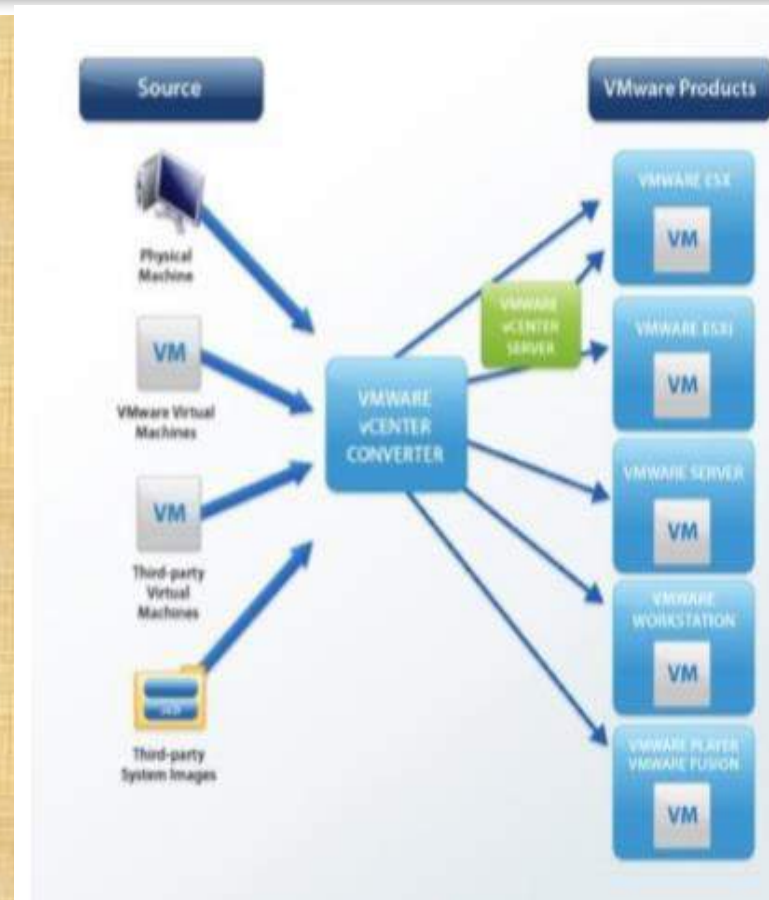 Source
VMware Products
Physical
Machine
VM
VMware Virtual
Machines
VM
Third-party
Virtual
Machines
Third-party
System Images
VMWARE
vCENTER
CONVERTER
VMWARE
vCENTER
SERVER
VMWARE ESX
VM
VMWARE ESXi
VM
VMWARE SERVER
VM
VMWARE
WORKSTATION
VM
VMWARE PLAYER
VMWARE FUSION
VM